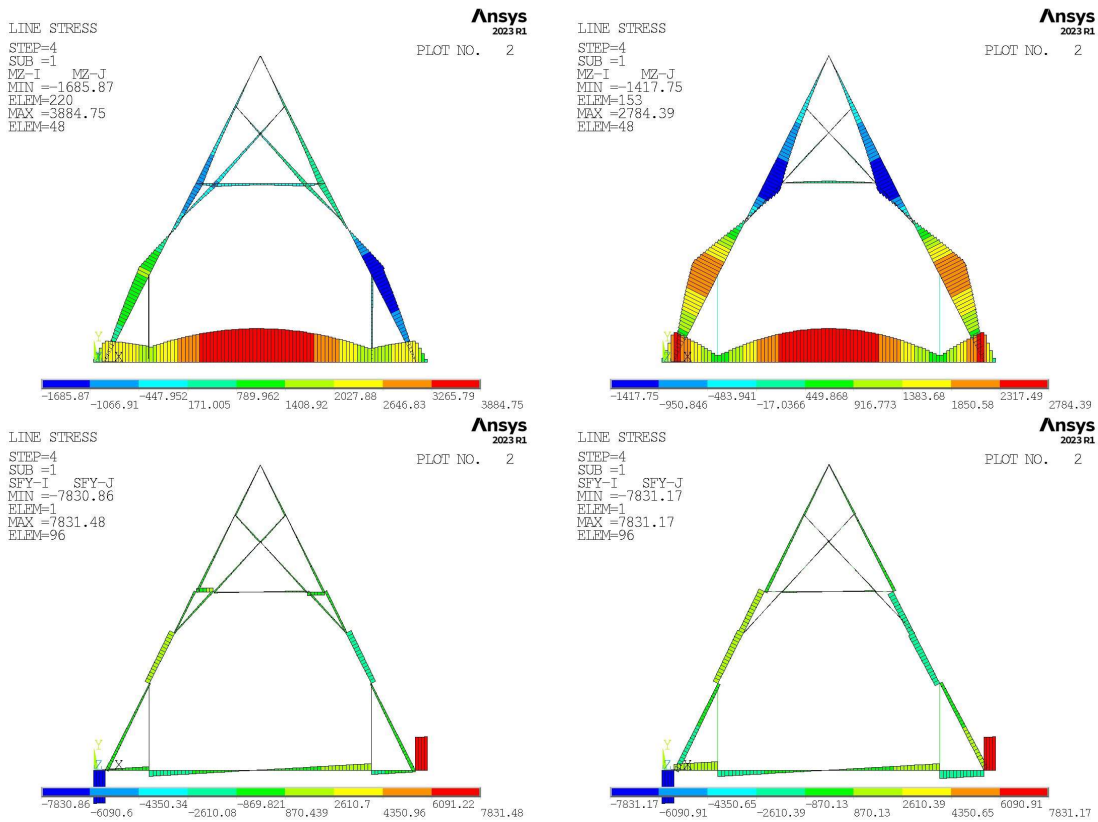 Ansys
2023 R1
LINE STRESS
STEP=4
SUB =1
MZ-I MZ-J
MIN =-1685.87
ELEM=220
MAX =3884.75
ELEM=48
PLOT NO. 2
Y
Z X
-1685.87 -1066.91 -447.952 171.005 789.962 1408.92 2027.88 2646.83 3265.79 3884.75
Ansys
2023 R1
LINE STRESS
STEP=4
SUB =1
MZ-I MZ-J
MIN =-1417.75
ELEM=153
MAX =2784.39
ELEM=48
PLOT NO. 2
Y
Z X
-1417.75 -950.846 -483.941 -17.0366 449.868 916.773 1383.68 1850.58 2317.49 2784.39
Ansys
2023 R1
LINE STRESS
STEP=4
SUB =1
SFY-I SFY-J
MIN =-7830.86
ELEM=1
MAX =7831.48
ELEM=96
PLOT NO. 2
Y
Z X
-7830.86 -6090.6 -4350.34 -2610.08 -869.821 870.439 2610.7 4350.96 6091.22 7831.48
Ansys
2023 R1
LINE STRESS
STEP=4
SUB =1
SFY-I SFY-J
MIN =-7831.17
ELEM=1
MAX =7831.17
ELEM=96
PLOT NO. 2
Y
Z X
-7831.17 -6090.91 -4350.65 -2610.39 -870.13 870.13 2610.39 4350.65 6090.91 7831.17